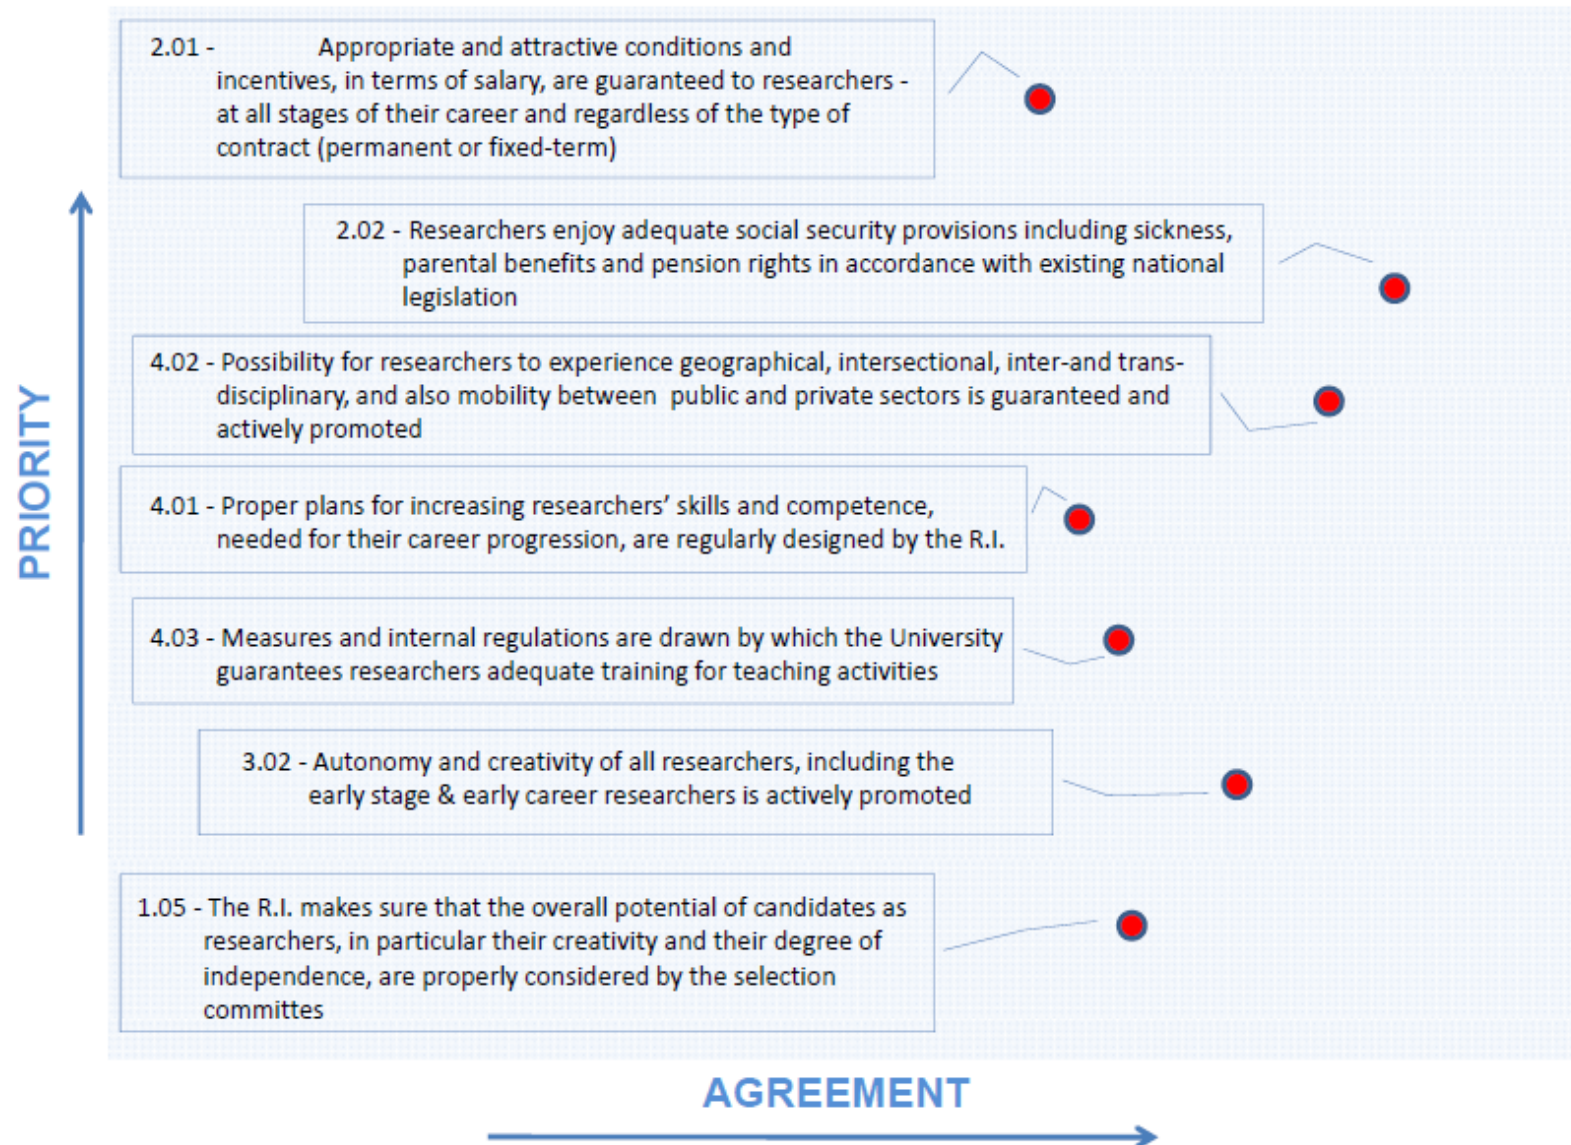 2.01 - Appropriate and attractive conditions and
incentives, in terms of salary, are guaranteed to researchers -
at all stages of their career and regardless of the type of
contract (permanent or fixed-term)
2.02 - Researchers enjoy adequate social security provisions including sickness,
parental benefits and pension rights in accordance with existing national
legislation
4.02 - Possibility for researchers to experience geographical, intersectional, inter-and trans-
disciplinary, and also mobility between public and private sectors is guaranteed and
actively promoted
4.01 - Proper plans for increasing researchers’ skills and competence,
needed for their career progression, are regularly designed by the R.I.
4.03 - Measures and internal regulations are drawn by which the University
guarantees researchers adequate training for teaching activities
3.02 - Autonomy and creativity of all researchers, including the
early stage & early career researchers is actively promoted
1.05 - The R.I. makes sure that the overall potential of candidates as
researchers, in particular their creativity and their degree of
independence, are properly considered by the selection
committes
PRIORITY
AGREEMENT